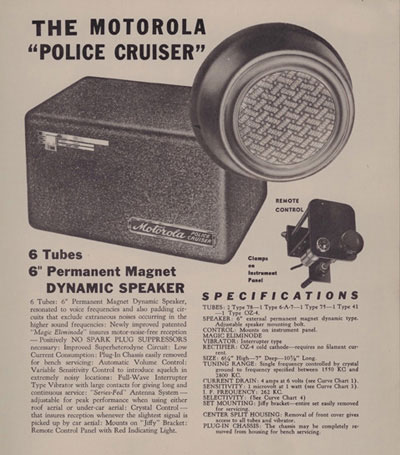 THE MOTOROLA
"POLICE CRUISER"
Motorola POLICE CRUISER
REMOTE
CONTROL
Clamps
on
Instrument
Panel
6 Tubes
6" Permanent Magnet
DYNAMIC SPEAKER
6 Tubes: 6" Permanent Magnet Dynamic Speaker,
resonated to voice frequencies and also padding cir-
cuits that exclude extraneous noises occurring in the
higher sound frequencies: Newly improved patented
"Magic Eliminode" insures motor-noise-free reception
— Positively NO SPARK PLUG SUPPRESSORS
necessary: Improved Superheterodyne Circuit: Low
Current Consumption: Plug-In Chassis easily removed
for bench servicing: Automatic Volume Control:
Variable Sensitivity Control to introduce squelch in
extremely noisy locations: Full-Wave Interruptor
Type Vibrator with large contacts for giving long and
continuous service: "Series-Fed" Antenna System —
adjustable for peak performance when using either
roof aerial or under-car aerial: Crystal Control —
that insures reception whenever the slightest signal is
picked up by car aerial: Mounts on "Jiffy" Bracket:
Remote Control Panel with Red Indicating Light.
SPECIFICATIONS
TUBES: 2 Type 78—1 Type 6-A-7—1 Type 75—1 Type 41
—1 Type OZ-4.
SPEAKER: 6" external permanent magnet dynamic type.
Adjustable speaker mounting bolt.
CONTROL: Mounts on instrument panel.
MAGIC ELIMINODE
VIBRATOR: Interruptor type
RECTIFIER: OZ-4 cold cathode—requires no filament cur-
rent.
SIZE: 6¼" High—7" Deep—10¾" Long.
TUNING RANGE: Single frequency controlled by crystal
ground to frequency specified between 1550 KC and
2800 KC.
CURRENT DRAIN: 4 amps at 6 volts (see Curve Chart 1).
SENSITIVITY: 1 microvolt at 1 watt (see Curve Chart 3).
I. F. FREQUENCY: 262 KC.
SELECTIVITY: (See Curve Chart 4)
SET MOUNTING: Jiffy bracket—entire set easily removed
for servicing.
CENTER SPLIT HOUSING: Removal of front cover gives
access to all tubes and vibrator.
PLUG-IN CHASSIS: The chassis may be completely re-
moved from housing for bench servicing.